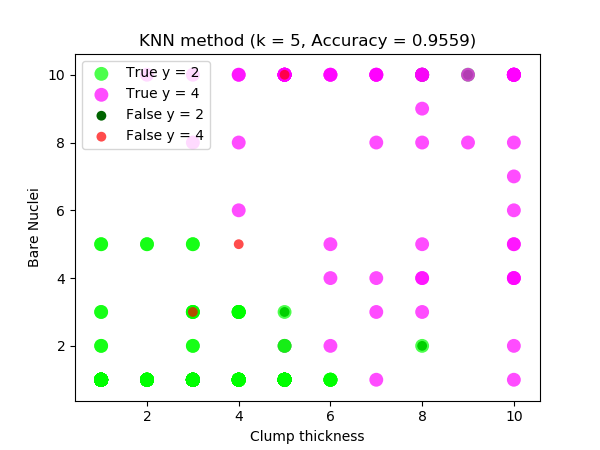 KNN method (k = 5, Accuracy = 0.9559)
True y = 2
True y = 4
False y = 2
False y = 4
10
8
6
4
2
Bare Nuclei
2 4 6 8 10
Clump thickness